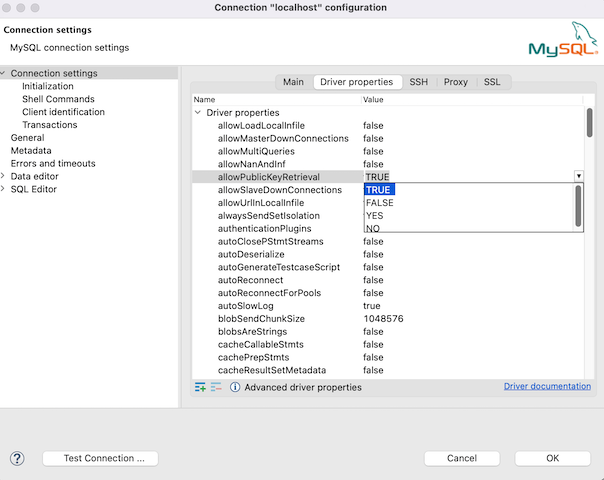 Connection "localhost" configuration
Connection settings
MySQL connection settings
MySQL
Connection settings
Initialization
Shell Commands
Client identification
Transactions
General
Metadata
Errors and timeouts
Data editor
SQL Editor
Main Driver properties SSH Proxy SSL
Name Value
Driver properties
allowLoadLocalInfile false
allowMasterDownConnections false
allowMultiQueries false
allowNanAndInf false
allowPublicKeyRetrieval TRUE
allowSlaveDownConnections TRUE
allowUrlInLocalInfile FALSE
alwaysSendSetIsolation YES
authenticationPlugins NO
autoClosePStmtStreams false
autoDeserialize false
autoGenerateTestcaseScript false
autoReconnect false
autoReconnectForPools false
autoSlowLog true
blobSendChunkSize 1048576
blobsAreStrings false
cacheCallableStmts false
cachePrepStmts false
cacheResultSetMetadata false
Advanced driver properties Driver documentation
? Test Connection ... Cancel OK